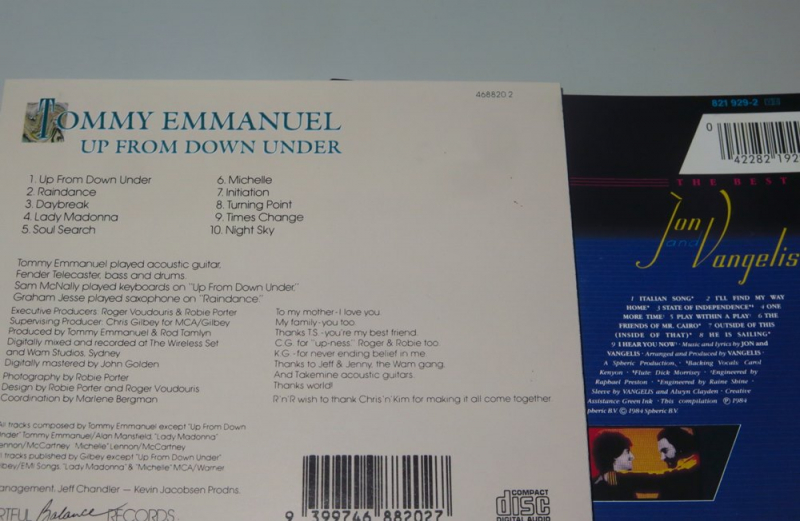 468820 2
TOMMY EMMANUEL
UP FROM DOWN UNDER
1. Up From Down Under
2. Raindance
3. Daybreak
4. Lady Madonna
5. Soul Search
6. Michelle
7. Initiation
8. Turning Point
9. Times Change
10. Night Sky
Tommy Emmanuel played acoustic guitar,
Fender Telecaster, bass and drums.
Sam McNally played keyboards on "Up From Down Under."
Graham Jesse played saxophone on "Raindance."
Executive Producers: Roger Voudouris & Robie Porter
Supervising Producer: Chris Gilbey for MCA/Gilbey
Produced by Tommy Emmanuel & Rod Tamlyn
Digitally mixed and recorded at The Wireless Set
and Wam Studios, Sydney
Digitally mastered by John Golden
Photography by Robie Porter
Design by Robie Porter and Roger Voudouris
Coordination by Marlene Bergman
To my mother-I love you.
My family-you too.
Thanks T.S.-you're my best friend.
C.G. for "up-ness." Roger & Robie too.
K.G.-for never ending belief in me
Thanks to Jeff & Jenny, the Wam gang.
And Takemine acoustic guitars.
Thanks world!
R'n'R wish to thank Chris'n'Kim for making it all come together
All tracks composed by Tommy Emmanuel except "Up From Down
Under" Tommy Emmanuel/Alan Mansfield, "Lady Madonna"
Lennon/McCartney "Michelle" Lennon/McCartney
tracks published by Gilbey except "Up From Down Under"
Gilbey/EMI Songs, "Lady Madonna" & "Michelle" MCA/Warner
anagement. Jeff Chandler — Kevin Jacobsen Prodns.
RTFUL Balance RECORDS
9 399746 882027
COMPACT
disc
DIGITAL AUDIO
821 929-2 033
0
42282 192
THE BEST
Jon
and
Vangelis
1 ITALIAN SONG* 2 I'LL FIND MY WAY
HOME* 3 STATE OF INDEPENDENCE** 4 ONE
MORE TIME 5 PLAY WITHIN A PLAY 6 THE
FRIENDS OF MR. CAIRO* 7 OUTSIDE OF THIS
(INSIDE OF THAT)* 8 HE IS SAILING*
9 I HEAR YOU NOW · Music and lyrics by JON and
VANGELIS · Arranged and Produced by VANGELIS
A Spheric Production, *Backing Vocals Carol
Kenyon · *Flute Dick Morrisey · *Engineered by
Raphael Preston · *Engineered by Raine Shine ·
Sleeve by VANGELIS and Alwyn Clayden · Creative
Assistance Green Ink · This compilation ℗ 1984
pheric B.V. © 1984 Spheric B.V.